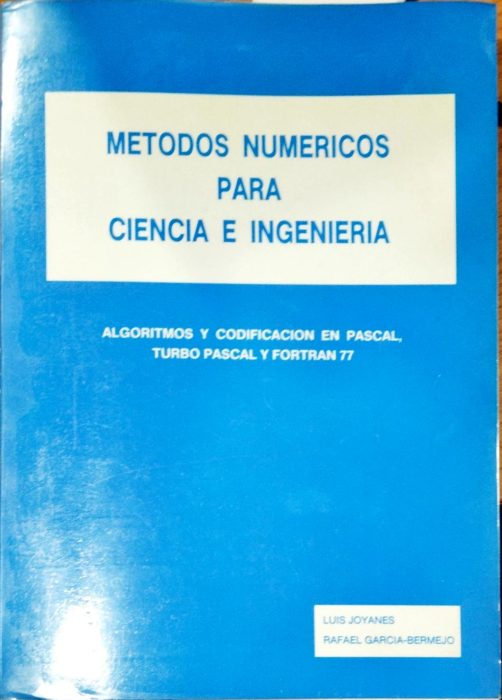 METODOS NUMERICOS
PARA
CIENCIA E INGENIERIA
ALGORITMOS Y CODIFICACION EN PASCAL,
TURBO PASCAL Y FORTRAN 77
LUIS JOYANES
RAFAEL GARCIA-BERMEJO